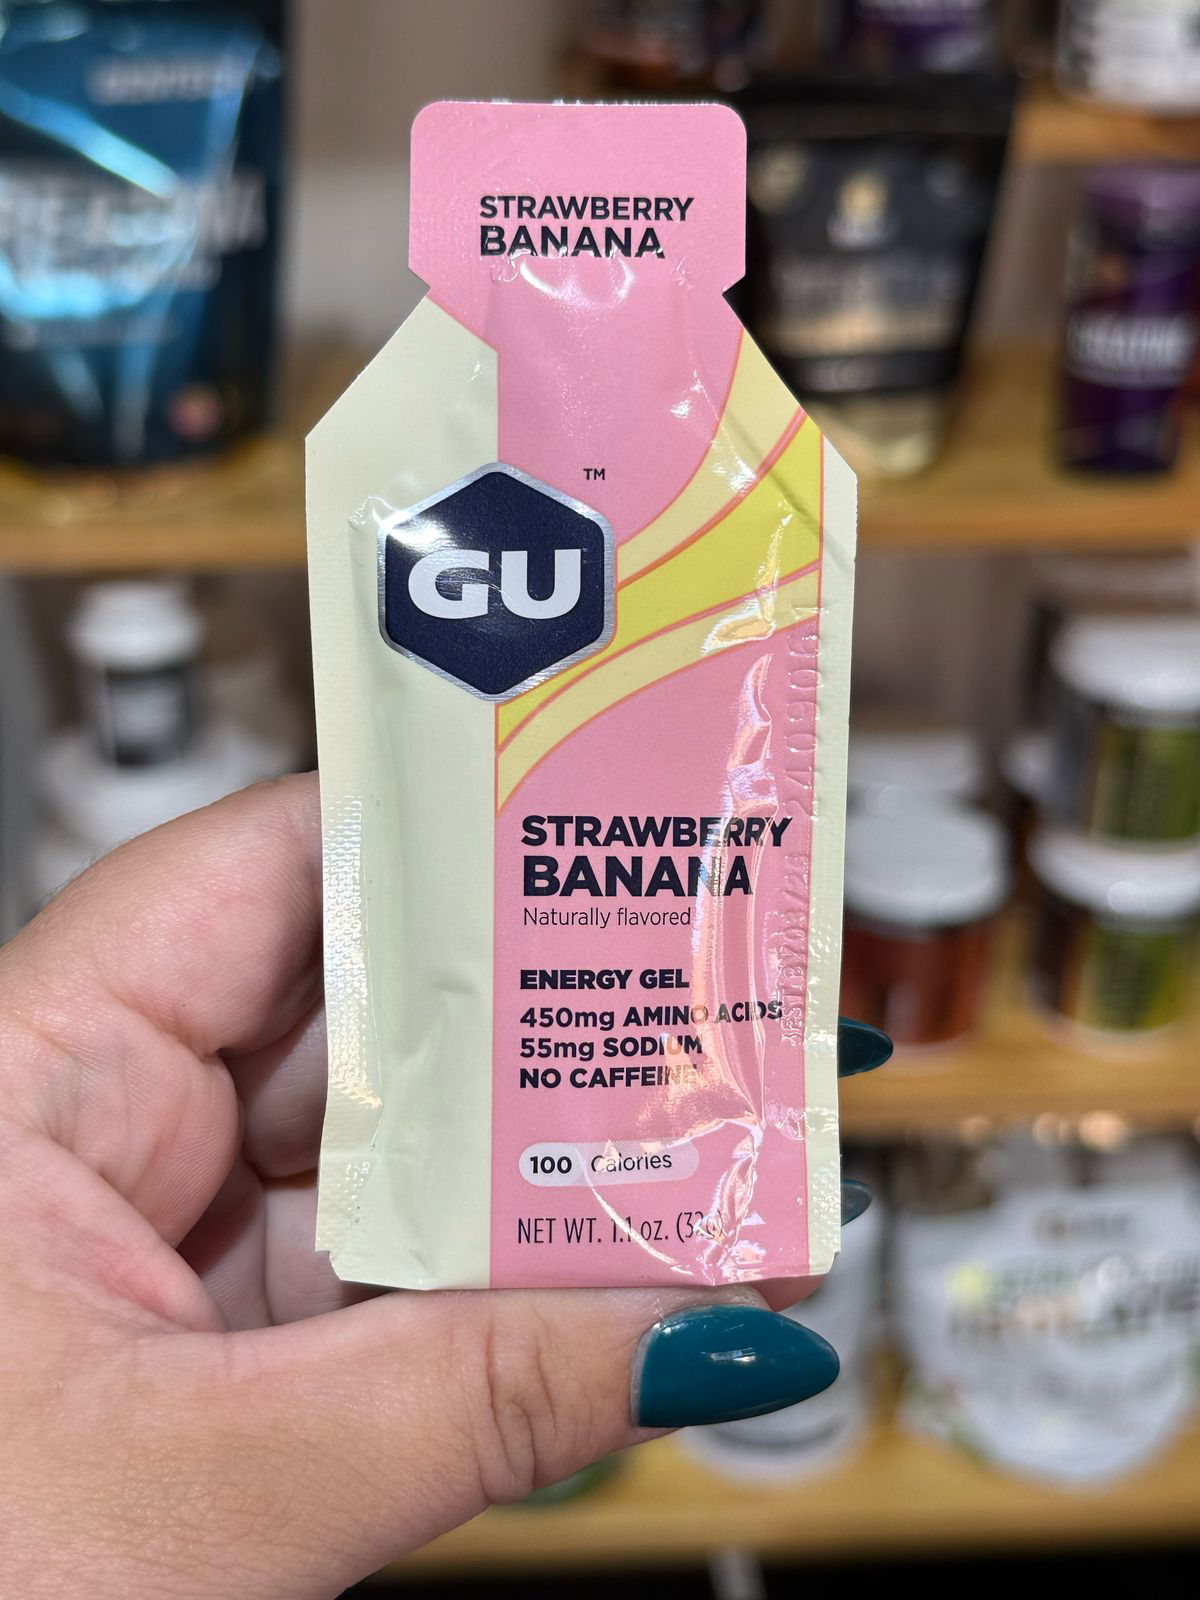 STRAWBERRY
BANANA
TM
GU
STRAWBERRY
BANANA
Naturally flavored
ENERGY GEL
450mg AMINO ACIDS
55mg SODIUM
NO CAFFEINE
100 Calories
NET WT. 1.1 oz. (32g)